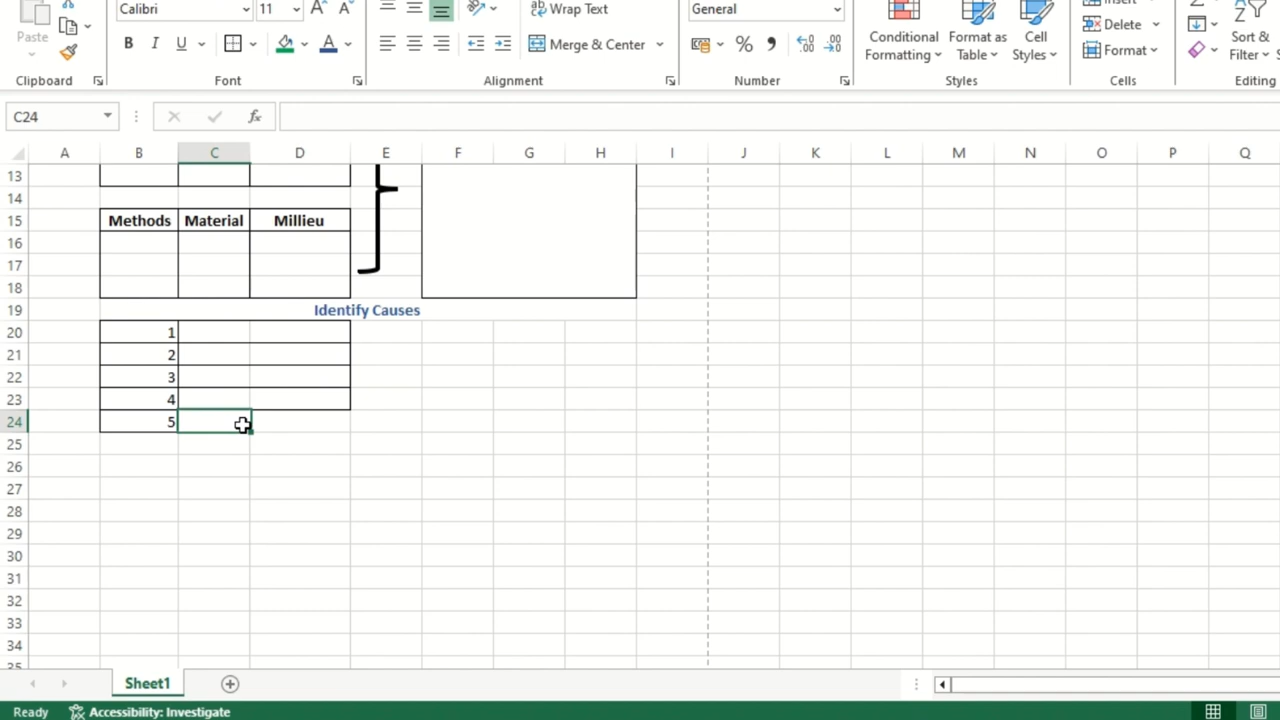 Paste
Calibri 11
B I U A
Wrap Text
Merge & Center
General
%
Conditional Formatting
Format as Table
Cell Styles
Insert
Delete
Format
Sort & Filter
Clipboard Font Alignment Number Styles Cells Editing
C24 fx
A B C D E F G H I J K L M N O P Q
13
14
15 Methods Material Millieu
16
17
18
19 Identify Causes
20 1
21 2
22 3
23 4
24 5
25
26
27
28
29
30
31
32
33
34
35
Sheet1
Ready Accessibility: Investigate